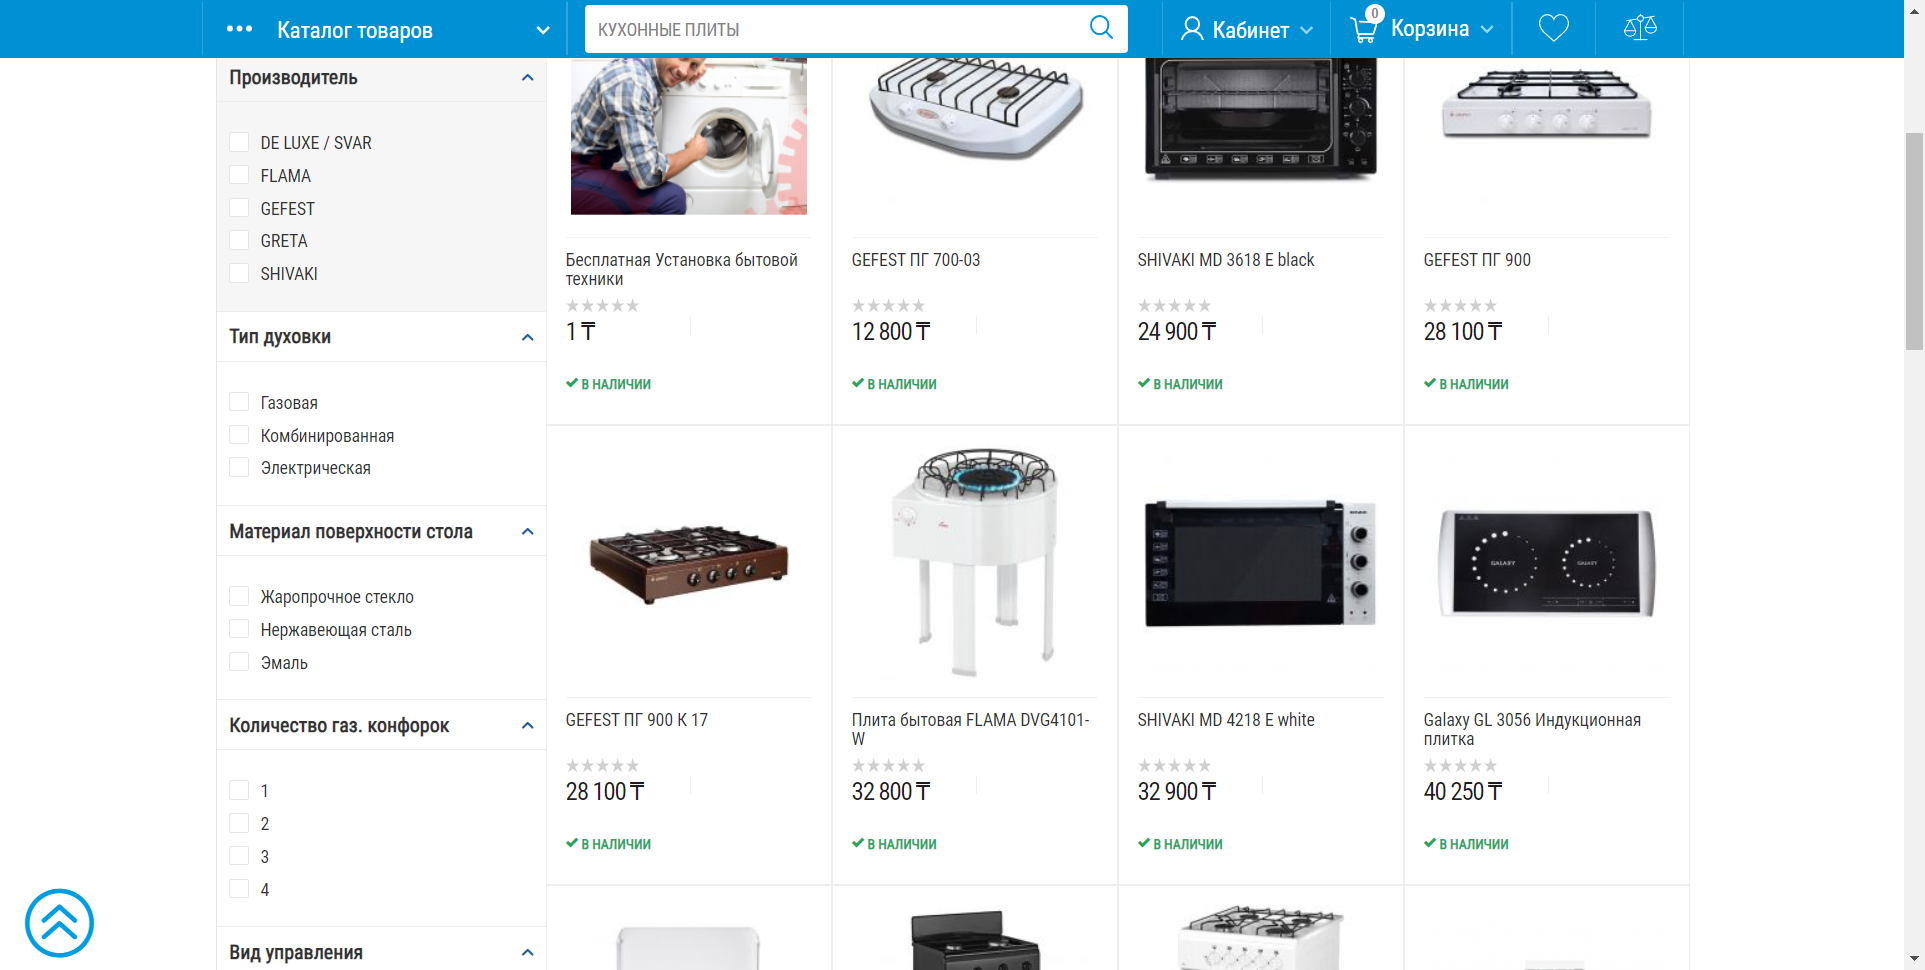 Каталог товаров
КУХОННЫЕ ПЛИТЫ
Кабинет
0
Корзина
Производитель
DE LUXE / SVAR
FLAMA
GEFEST
GRETA
SHIVAKI
Тип духовки
Газовая
Комбинированная
Электрическая
Материал поверхности стола
Жаропрочное стекло
Нержавеющая сталь
Эмаль
Количество газ. конфорок
1
2
3
4
Вид управления
Бесплатная Установка бытовой
техники
1 ₸
В НАЛИЧИИ
GEFEST ПГ 700-03
12 800 ₸
В НАЛИЧИИ
SHIVAKI MD 3618 E black
24 900 ₸
В НАЛИЧИИ
GEFEST ПГ 900
28 100 ₸
В НАЛИЧИИ
GEFEST ПГ 900 К 17
28 100 ₸
В НАЛИЧИИ
Плита бытовая FLAMA DVG4101-
W
32 800 ₸
В НАЛИЧИИ
SHIVAKI MD 4218 E white
32 900 ₸
В НАЛИЧИИ
GALAXY
GALAXY
Galaxy GL 3056 Индукционная
плитка
40 250 ₸
В НАЛИЧИИ